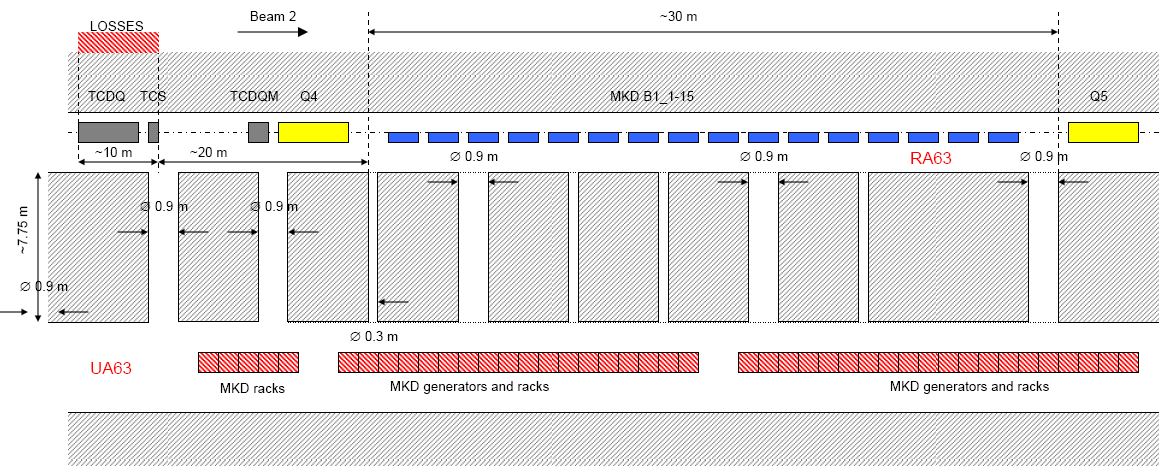 Beam 2
~30 m
LOSSES
TCDQ TCS TCDQM Q4 MKD B1_1-15 Q5
~10 m ~20 m
∅ 0.9 m ∅ 0.9 m RA63 ∅ 0.9 m
∅ 0.9 m ∅ 0.9 m
~7.75 m
∅ 0.9 m
∅ 0.3 m
UA63
MKD racks MKD generators and racks MKD generators and racks